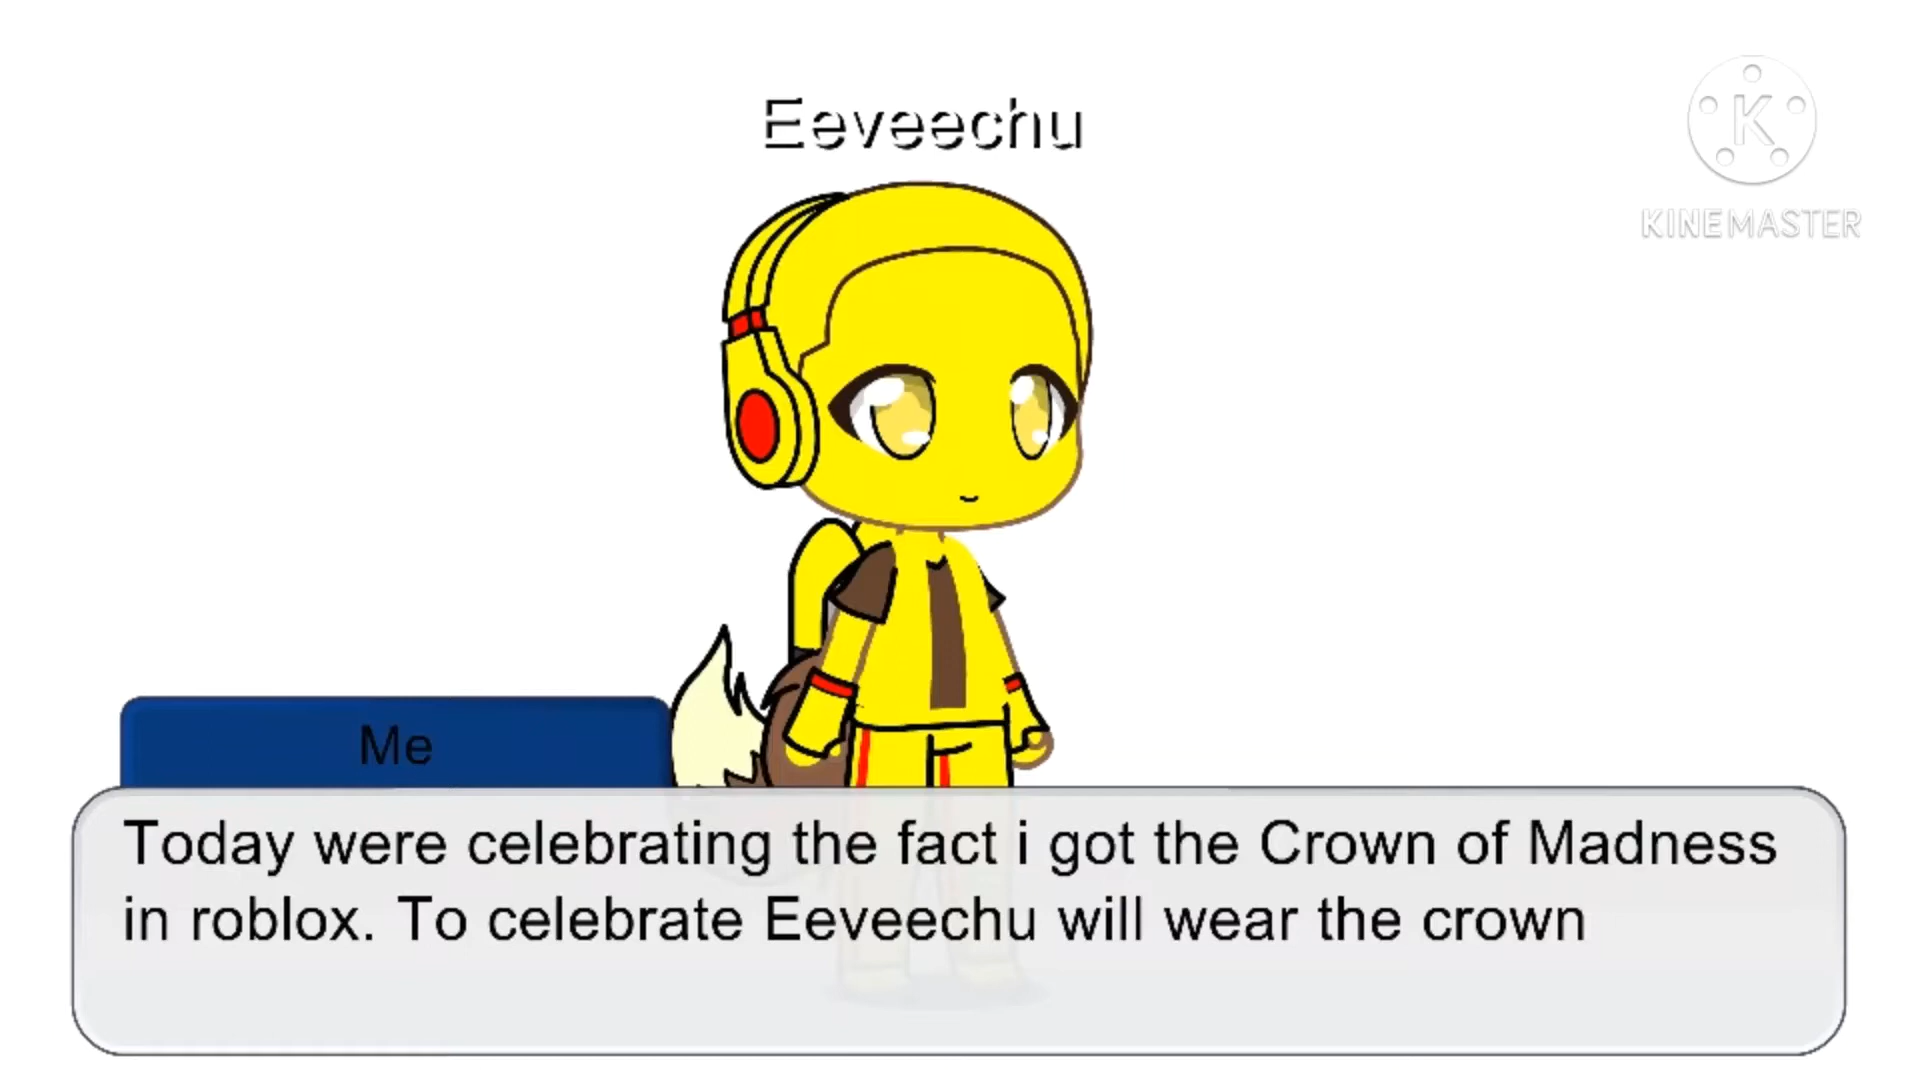 Eeveechu
K
KINEMASTER
Me
Today were celebrating the fact i got the Crown of Madness
in roblox. To celebrate Eeveechu will wear the crown